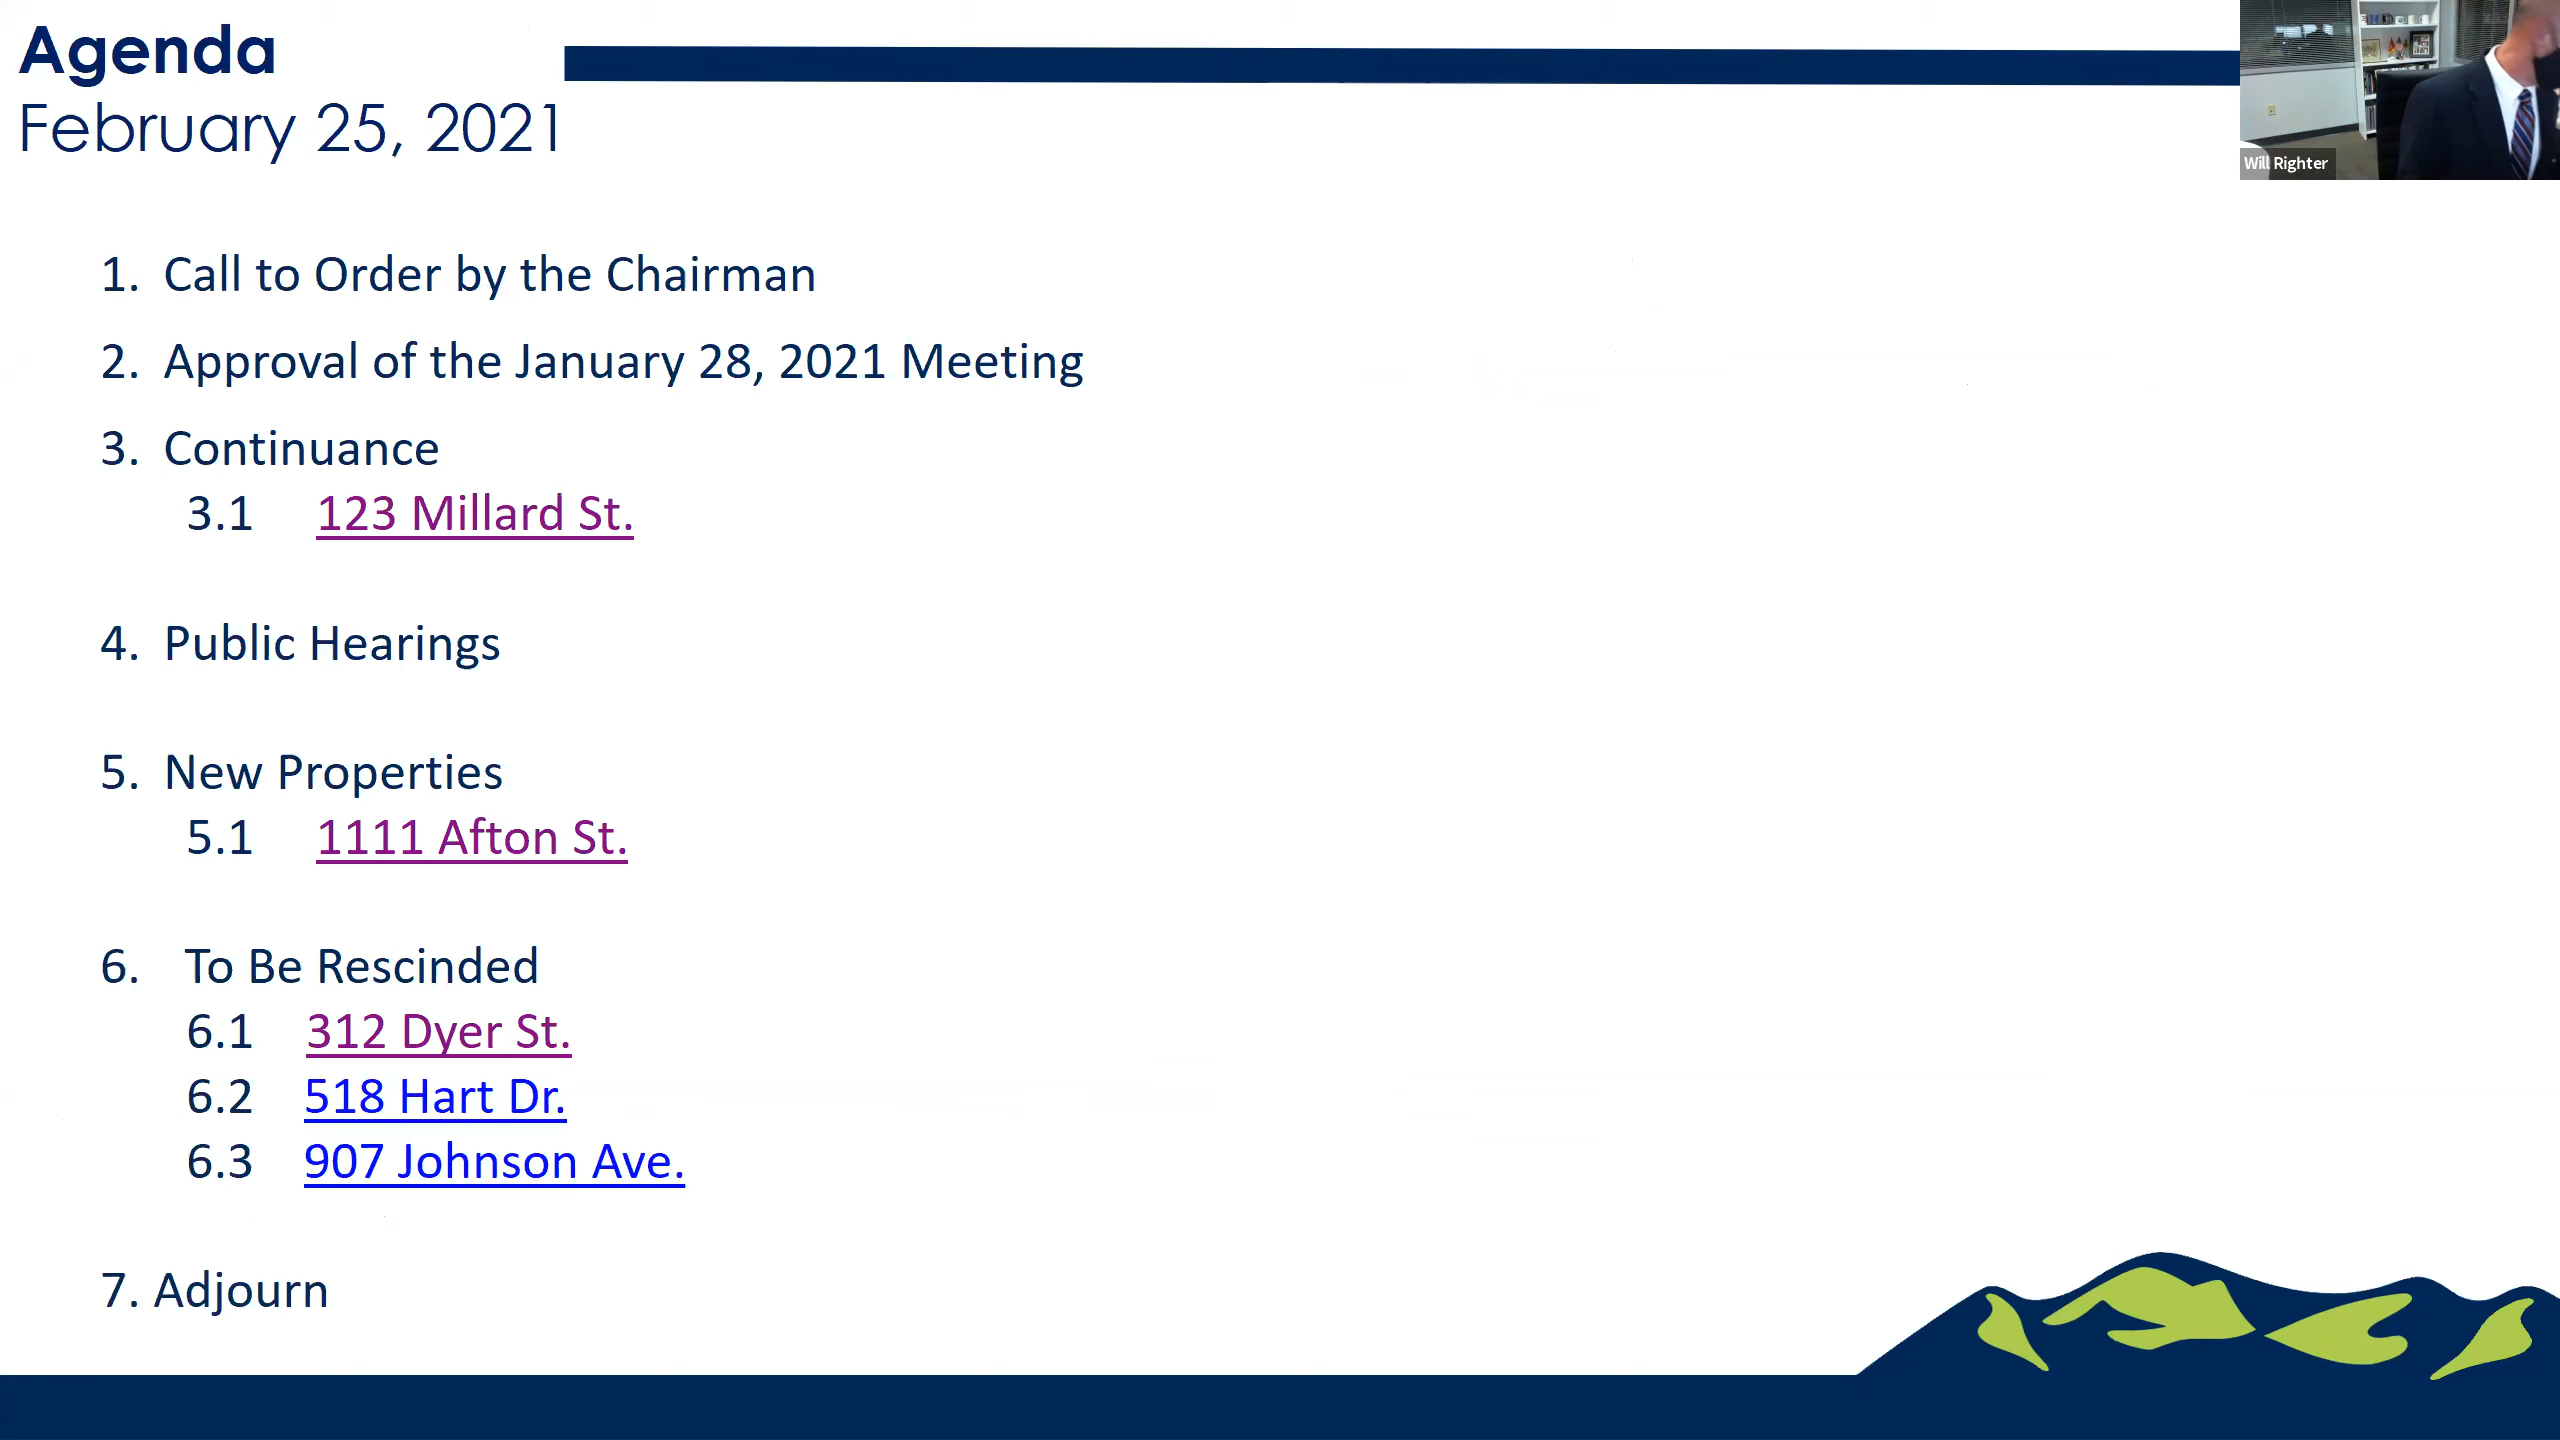 Agenda
February 25, 2021
Will Righter
1. Call to Order by the Chairman
2. Approval of the January 28, 2021 Meeting
3. Continuance
3.1 123 Millard St.
4. Public Hearings
5. New Properties
5.1 1111 Afton St.
6. To Be Rescinded
6.1 312 Dyer St.
6.2 518 Hart Dr.
6.3 907 Johnson Ave.
7. Adjourn